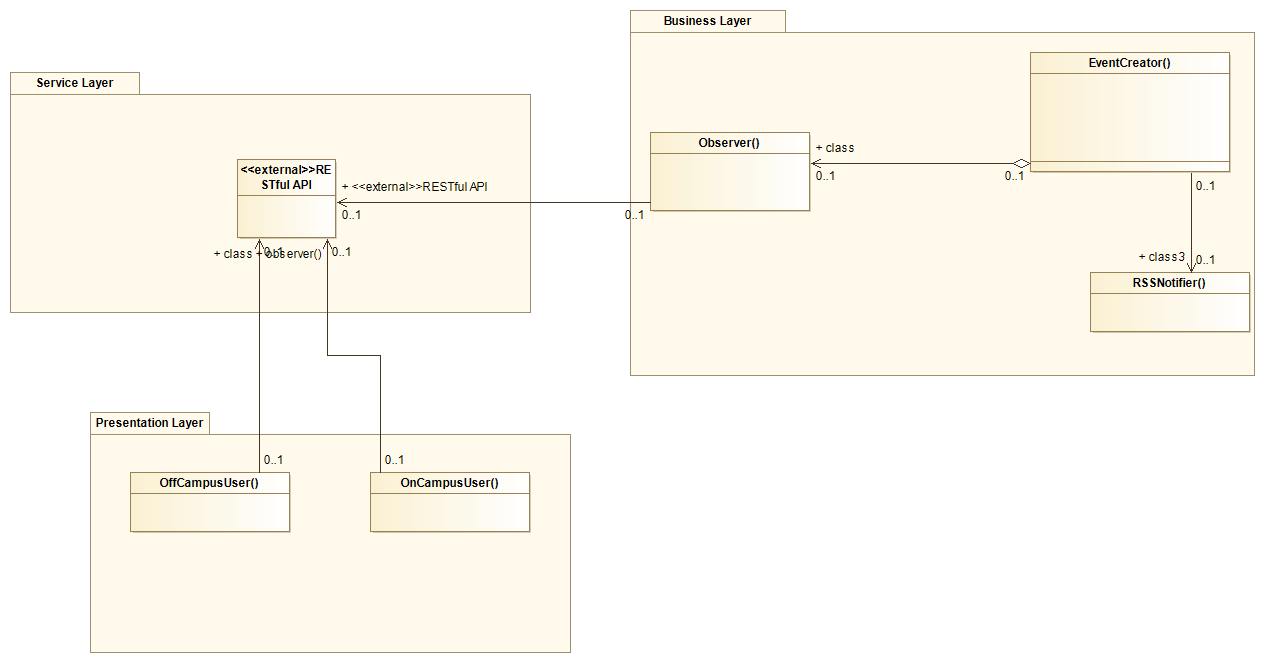 Business Layer
EventCreator()
Service Layer
Observer()
+ class
0..1
0..1
<<external>>RE
STful API
+ <<external>>RESTful API
0..1
0..1
0..1
+ class
0..1
+ observer()
0..1
+ class3
0..1
RSSNotifier()
Presentation Layer
0..1
0..1
OffCampusUser()
OnCampusUser()